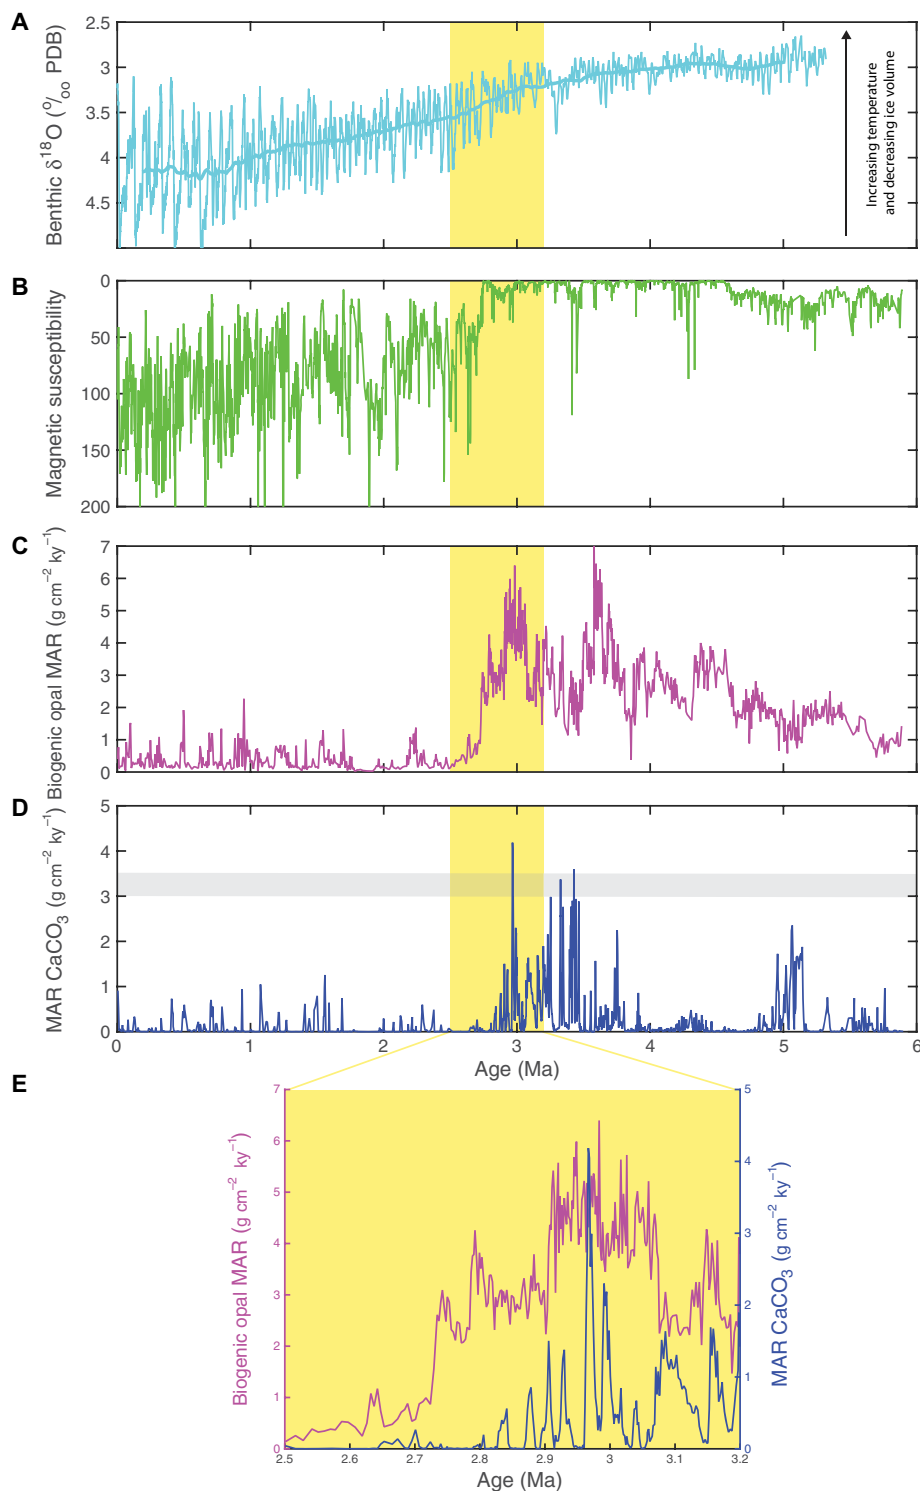 A
Benthic δ18O (º/oo PDB)
2.5
3
3.5
4
4.5
Increasing temperature
and decreasing ice volume
B
Magnetic susceptibility
0
50
100
150
200
C
Biogenic opal MAR (g cm−2 ky−1)
7
6
5
4
3
2
1
0
D
MAR CaCO3 (g cm−2 ky−1)
5
4
3
2
1
0
0 1 2 3 4 5 6
Age (Ma)
E
Biogenic opal MAR (g cm−2 ky−1)
7
6
5
4
3
2
1
0
5
4
3
2
1
0
MAR CaCO3 (g cm−2 ky−1)
2.5 2.6 2.7 2.8 2.9 3 3.1 3.2
Age (Ma)